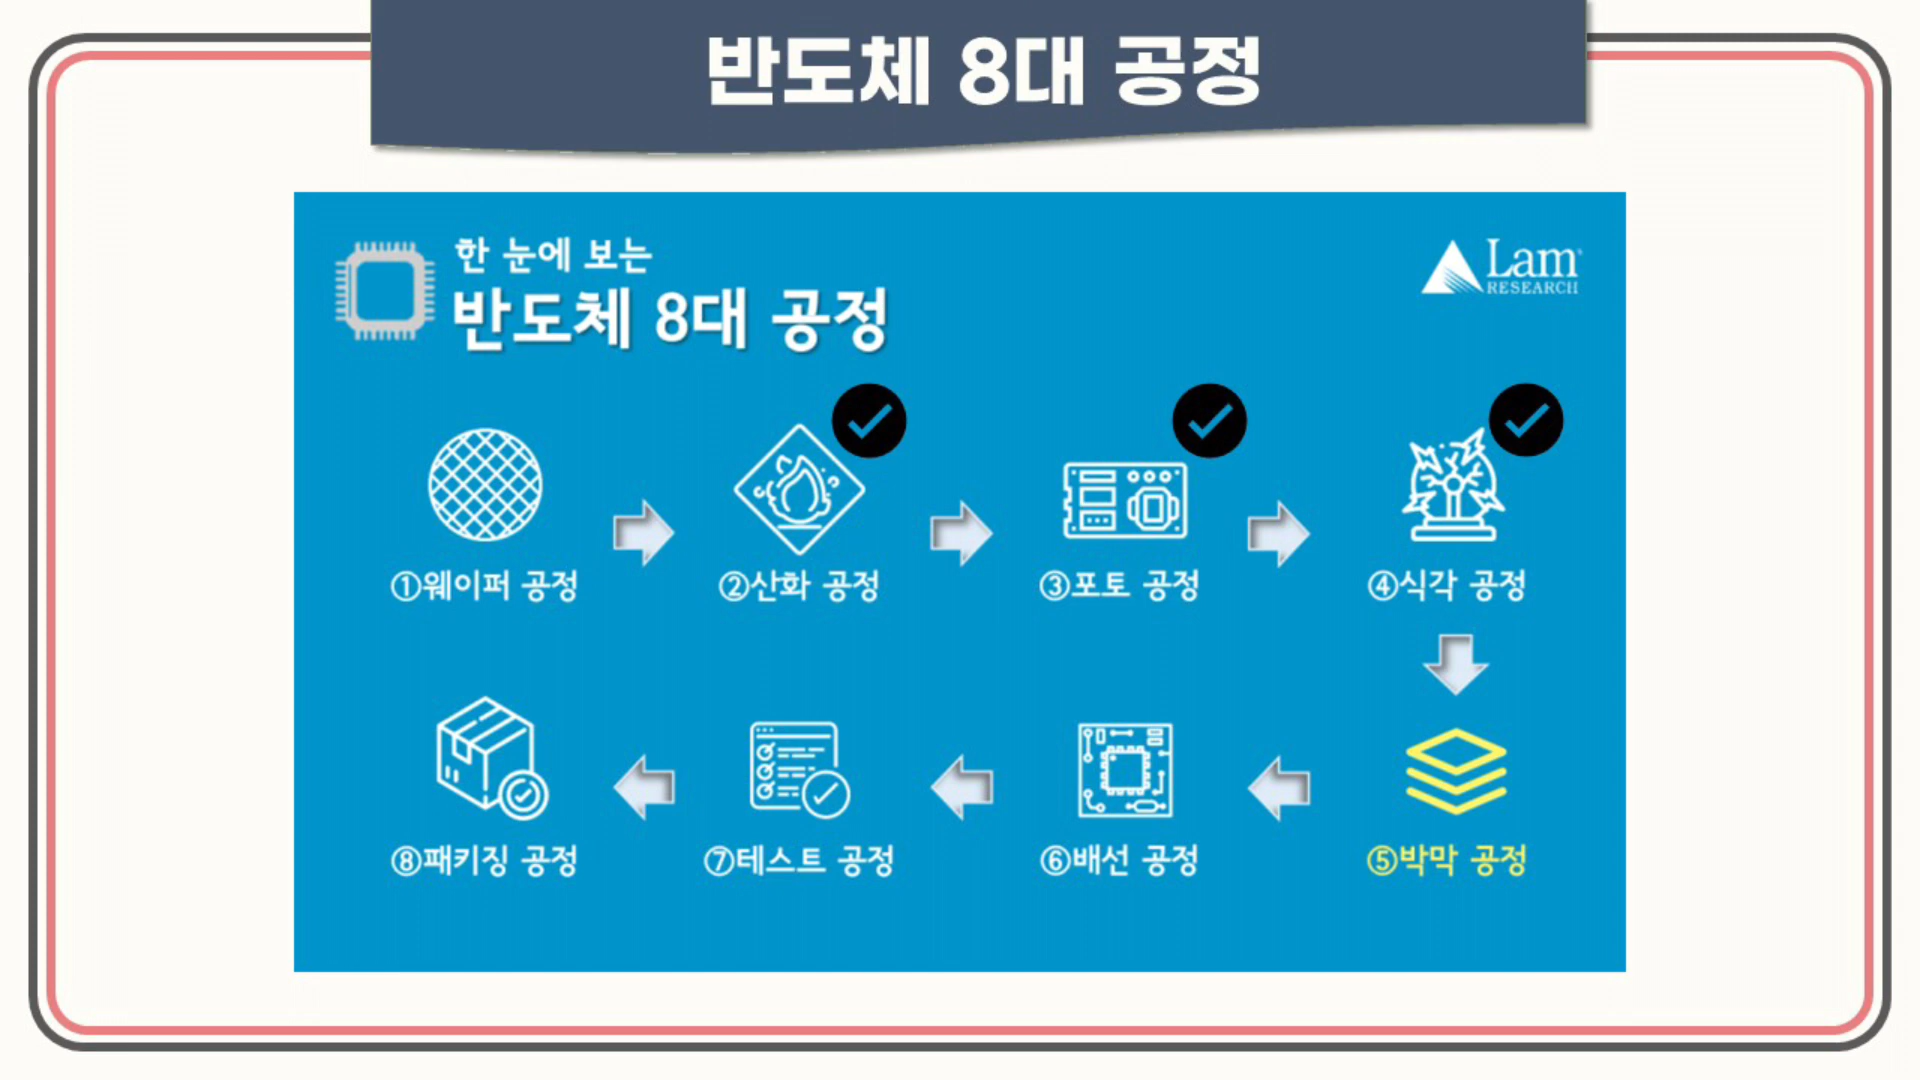 반도체 8대 공정
한 눈에 보는
반도체 8대 공정
Lam
RESEARCH
①웨이퍼 공정
②산화 공정
③포토 공정
④식각 공정
⑧패키징 공정
⑦테스트 공정
⑥배선 공정
⑤박막 공정